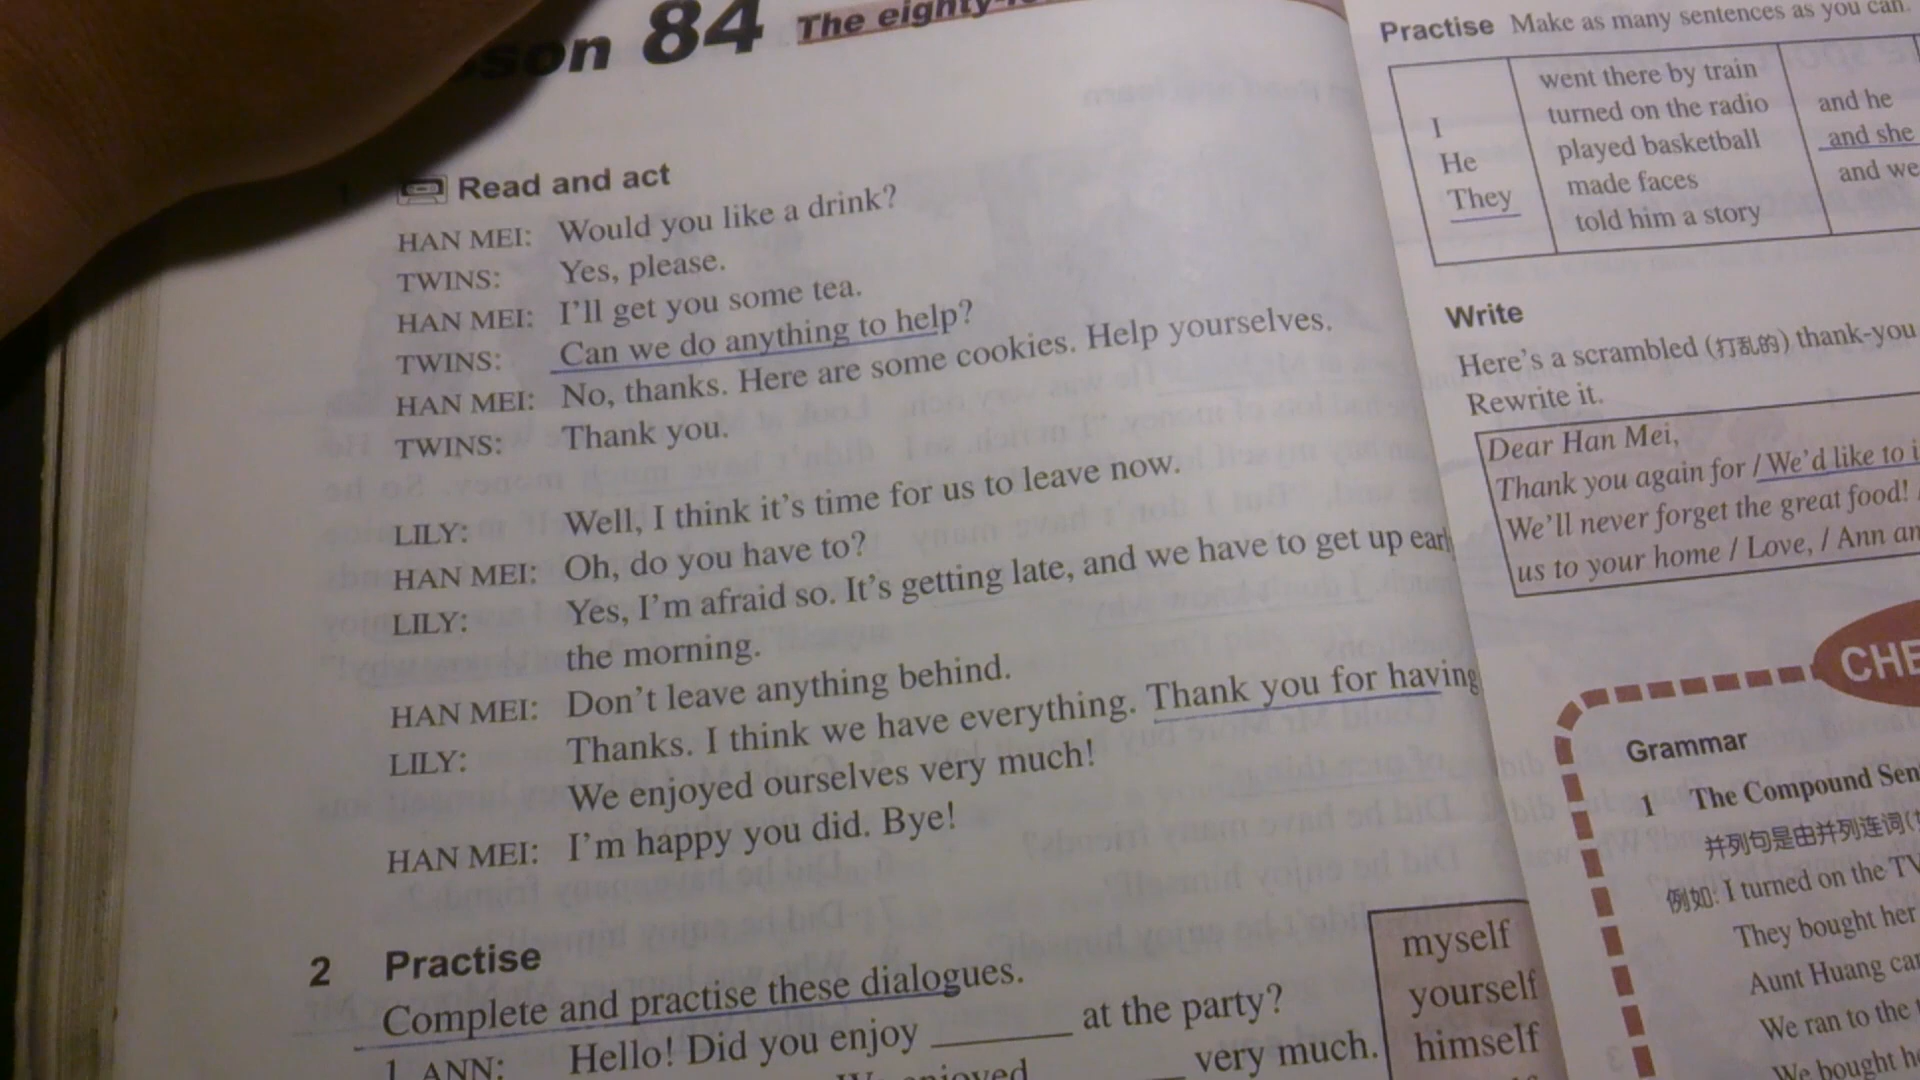 84 The
Read and act
HAN MEI: Would you like a drink?
TWINS: Yes, please.
HAN MEI: I'll get you some tea.
TWINS: Can we do anything to help?
HAN MEI: No, thanks. Here are some cookies. Help yourselves.
TWINS: Thank you.
LILY: Well, I think it's time for us to leave now.
HAN MEI: Oh, do you have to?
LILY: Yes, I'm afraid so. It's getting late, and we have to get up
the morning.
HAN MEI: Don't leave anything behind.
LILY: Thanks. I think we have everything. Thank you for having
We enjoyed ourselves very much!
HAN MEI: I'm happy you did. Bye!
2 Practise
Complete and practise these dialogues.
1 ANN: Hello! Did you enjoy ______ at the party?
enjoyed ______ very much.
myself
yourself
himself
Practise Make as many sentences as you can.
I
He
They
went there by train
turned on the radio
played basketball
made faces
told him a story
and he
and she
and we
Write
Here's a scrambled (打乱的) thank-you
Rewrite it.
Dear Han Mei,
Thank you again for / We'd like to
We'll never forget the great food!
us to your home / Love, / Ann
Grammar
1 The Compound
并列句是由并列连词(
例如: I turned on the TV
They bought her
Aunt Huang
We ran to the
We bought